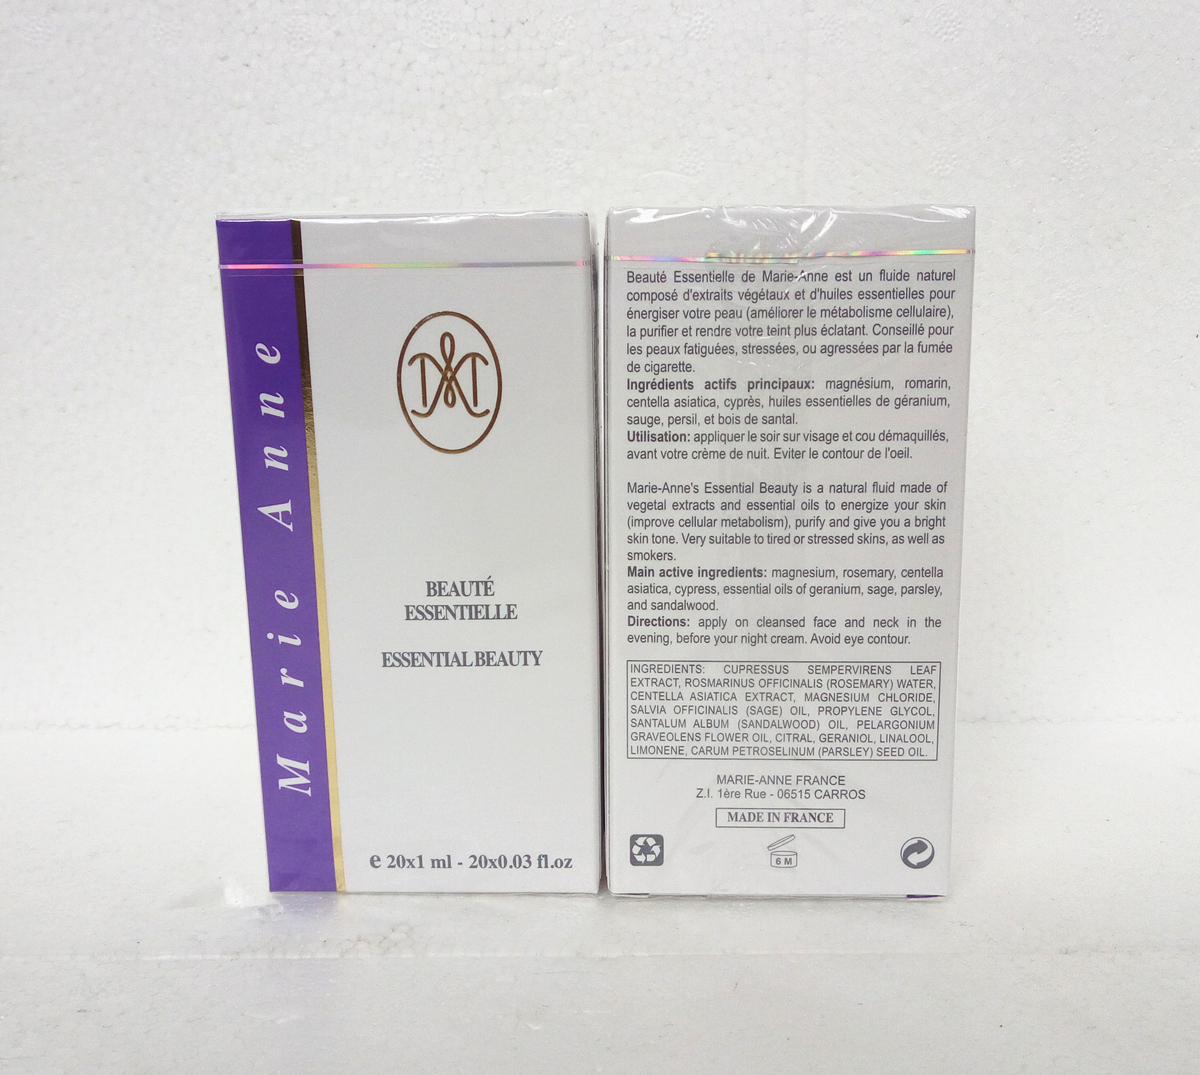 Marie Anne
BEAUTÉ
ESSENTIELLE
ESSENTIAL BEAUTY
e 20x1 ml - 20x0.03 fl.oz
Beauté Essentielle de Marie-Anne est un fluide naturel
composé d'extraits végétaux et d'huiles essentielles pour
énergiser votre peau (améliorer le métabolisme cellulaire),
la purifier et rendre votre teint plus éclatant. Conseillé pour
les peaux fatiguées, stressées, ou agressées par la fumée
de cigarette.
Ingrédients actifs principaux: magnésium, romarin,
centella asiatica, cyprès, huiles essentielles de géranium,
sauge, persil, et bois de santal.
Utilisation: appliquer le soir sur visage et cou démaquillés,
avant votre crème de nuit. Eviter le contour de l'oeil.
Marie-Anne's Essential Beauty is a natural fluid made of
vegetal extracts and essential oils to energize your skin
(improve cellular metabolism), purify and give you a bright
skin tone. Very suitable to tired or stressed skins, as well as
smokers.
Main active ingredients: magnesium, rosemary, centella
asiatica, cypress, essential oils of geranium, sage, parsley,
and sandalwood.
Directions: apply on cleansed face and neck in the
evening, before your night cream. Avoid eye contour.
INGREDIENTS: CUPRESSUS SEMPERVIRENS LEAF
EXTRACT, ROSMARINUS OFFICINALIS (ROSEMARY) WATER,
CENTELLA ASIATICA EXTRACT, MAGNESIUM CHLORIDE,
SALVIA OFFICINALIS (SAGE) OIL, PROPYLENE GLYCOL,
SANTALUM ALBUM (SANDALWOOD) OIL, PELARGONIUM
GRAVEOLENS FLOWER OIL, CITRAL, GERANIOL, LINALOOL,
LIMONENE, CARUM PETROSELINUM (PARSLEY) SEED OIL.
MARIE-ANNE FRANCE
Z.I. 1ère Rue - 06515 CARROS
MADE IN FRANCE
6 M